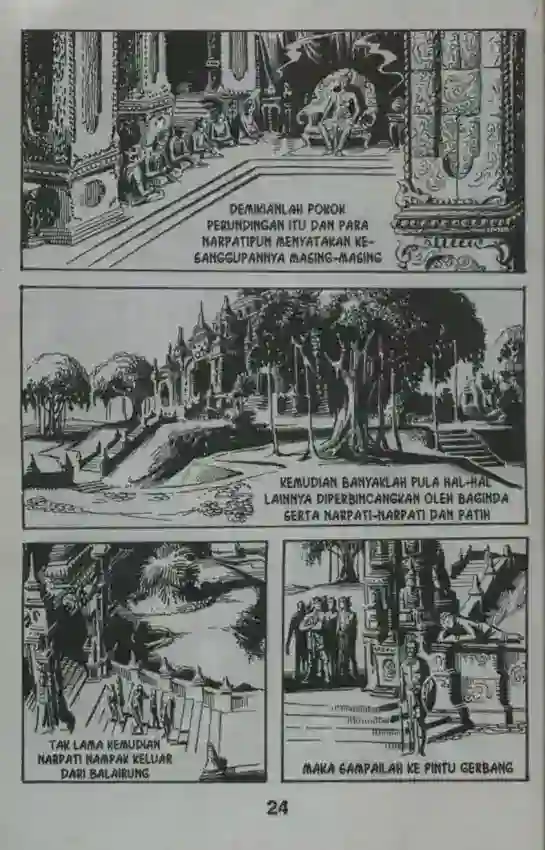 DEMIKIANLAH POKOK
PERUNDINGAN ITU DAN PARA
NARPATIPUN MENYATAKAN KE-
SANGGUPANNYA MASING-MASING
KEMUDIAN BANYAKLAH PULA HAL-HAL
LAINNYA DIPERBINCANGKAN OLEH BAGINDA
SERTA NARPATI-NARPATI DAN PATIH
TAK LAMA KEMUDIAN
NARPATI NAMPAK KELUAR
DARI BALAIRUNG
MAKA SAMPAILAH KE PINTU GERBANG
24